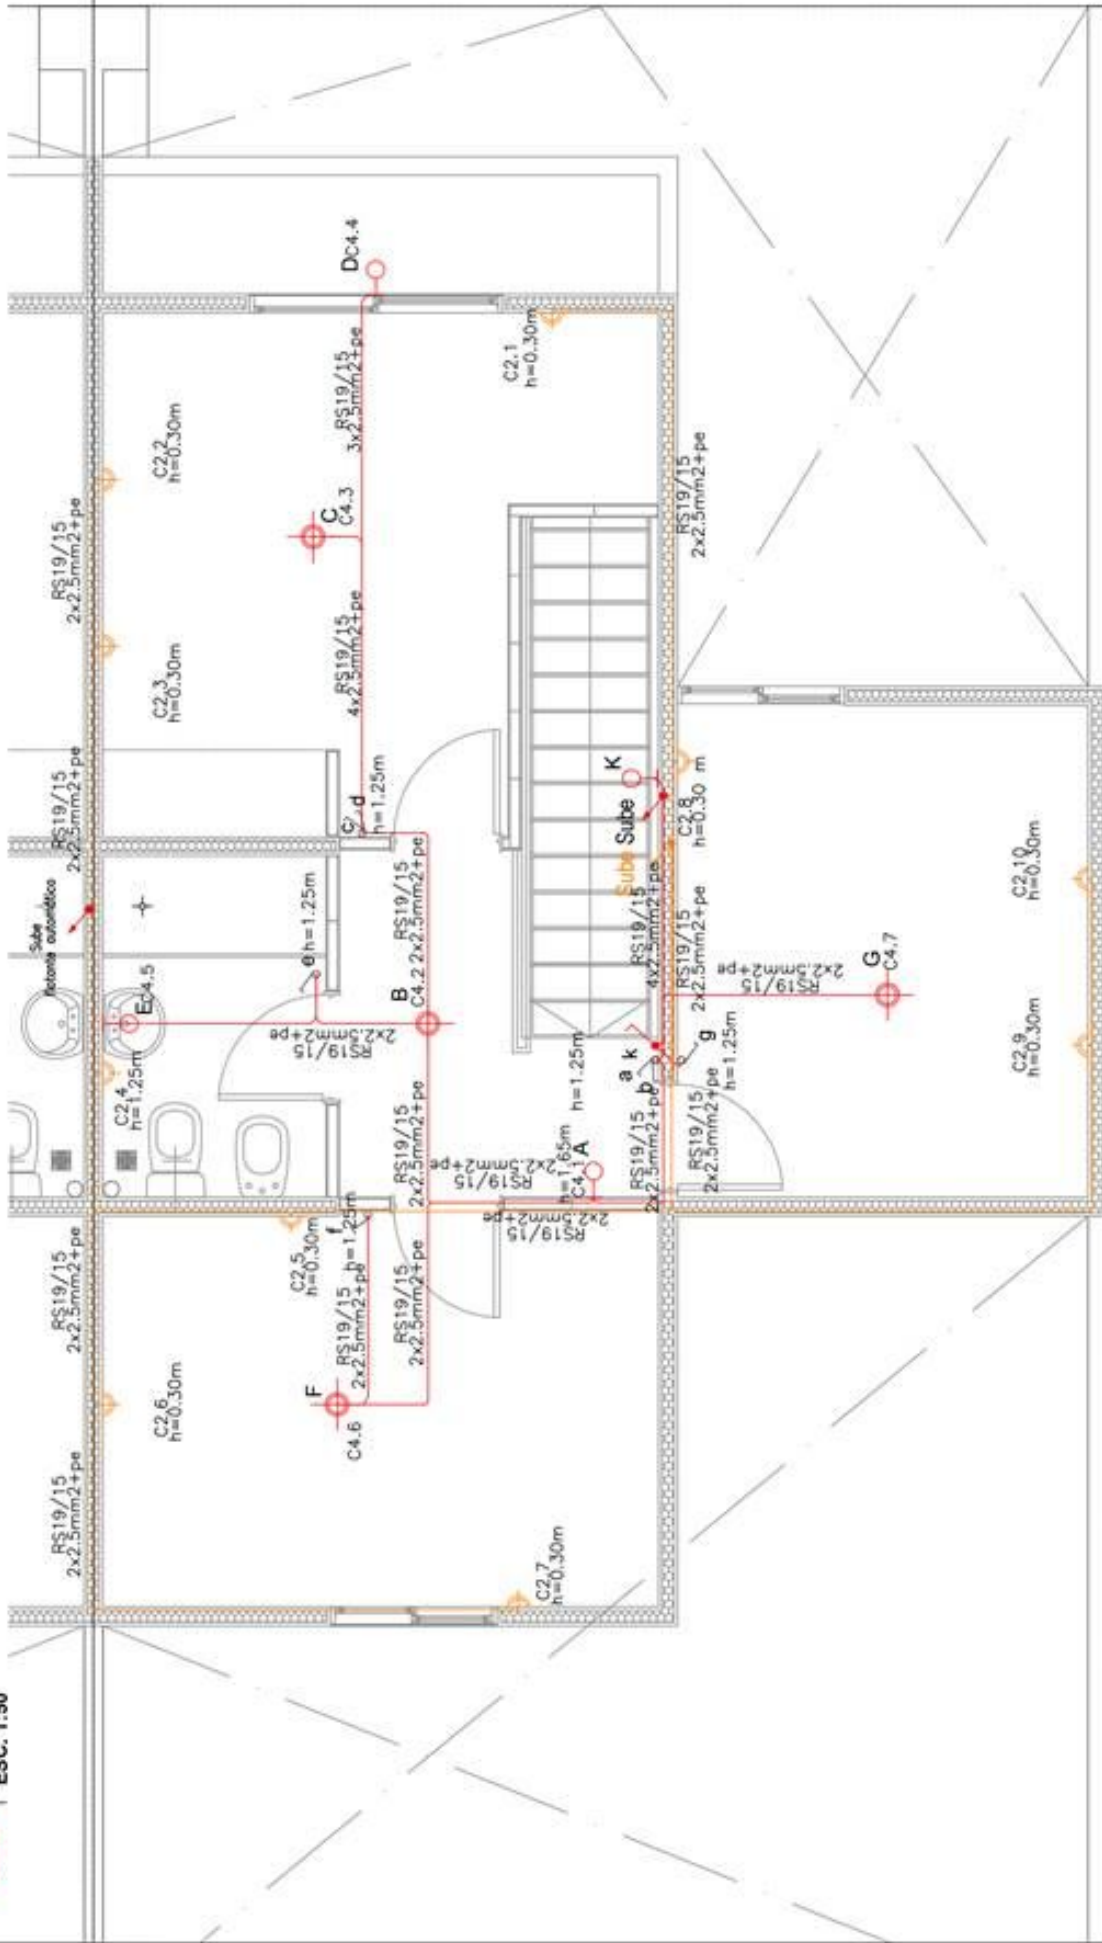 ESC. 1:50
DC4.4
RS19/15
3x2.5mm2+pe
C2.1
h=0.30m
C2.2
h=0.30m
C
C4.3
RS19/15
2x2.5mm2+pe
RS19/15
2x2.5mm2+pe
RS19/15
4x2.5mm2+pe
C2.3
h=0.30m
RS19/15
2x2.5mm2+pe
c, d
h=1.25m
K
Sube
Sube
C2.8
h=0.30 m
Sube
flotante automático
e h=1.25m
RS19/15
2x2.5mm2+pe
RS19/15
4x2.5mm2+pe
RS19/15
2x2.5mm2+pe
C2.10
h=0.30m
EC4.5
B
C4.2
RS19/15
2x2.5mm2+pe
RS19/15
2x2.5mm2+pe
G
C4.7
C2.4
h=1.25m
h=1.25m
a k
b
g
h=1.25m
C2.9
h=0.30m
RS19/15
2x2.5mm2+pe
RS19/15
2x2.5mm2+pe
h=1.65m
C4.1 A
RS19/15
2x2.5mm2+pe
RS19/15
2x2.5mm2+pe
RS19/15
2x2.5mm2+pe
f
h=1.25m
C2.5
h=0.30m
RS19/15
2x2.5mm2+pe
RS19/15
2x2.5mm2+pe
RS19/15
2x2.5mm2+pe
F
C4.6
C2.6
h=0.30m
RS19/15
2x2.5mm2+pe
C2.7
h=0.30m